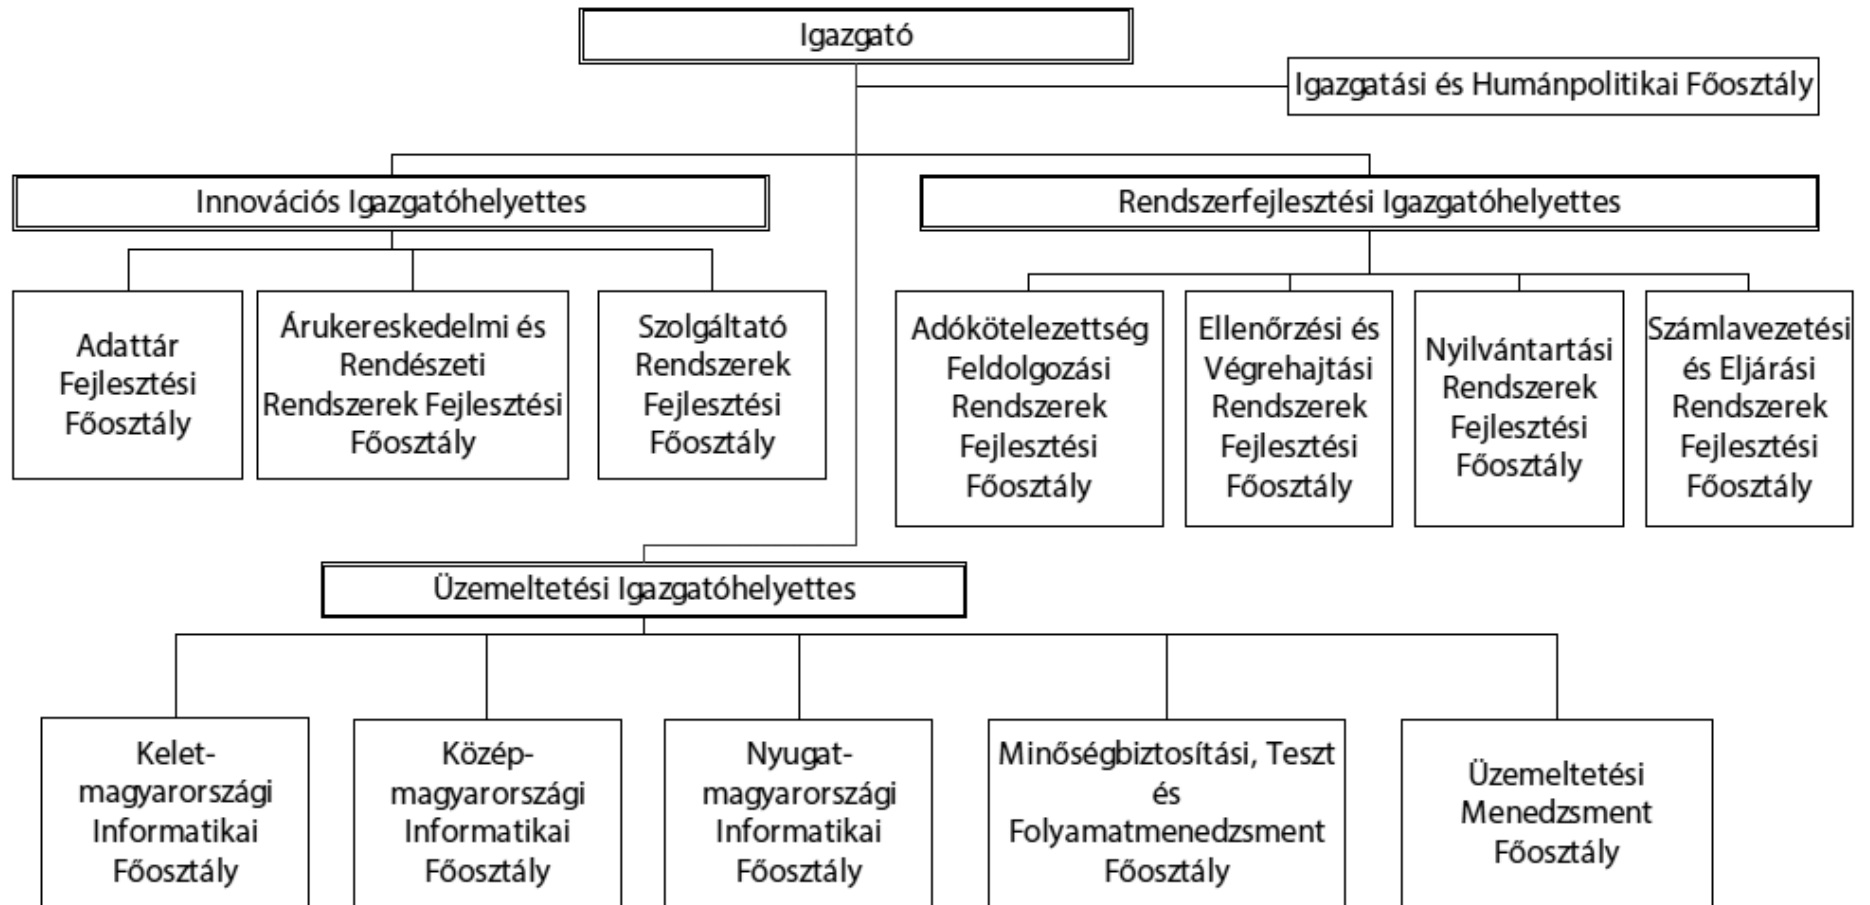 Igazgató
Igazgatási és Humánpolitikai Főosztály
Innovációs Igazgatóhelyettes
Rendszerfejlesztési Igazgatóhelyettes
Adattár
Fejlesztési
Főosztály
Árukereskedelmi és
Rendészeti
Rendszerek Fejlesztési
Főosztály
Szolgáltató
Rendszerek
Fejlesztési
Főosztály
Adókötelezettség
Feldolgozási
Rendszerek
Fejlesztési
Főosztály
Ellenőrzési és
Végrehajtási
Rendszerek
Fejlesztési
Főosztály
Nyilvántartási
Rendszerek
Fejlesztési
Főosztály
Számlavezetési
és Eljárási
Rendszerek
Fejlesztési
Főosztály
Üzemeltetési Igazgatóhelyettes
Kelet-
magyarországi
Informatikai
Főosztály
Közép-
magyarországi
Informatikai
Főosztály
Nyugat-
magyarországi
Informatikai
Főosztály
Minőségbiztosítási, Teszt
és
Folyamatmenedzsment
Főosztály
Üzemeltetési
Menedzsment
Főosztály